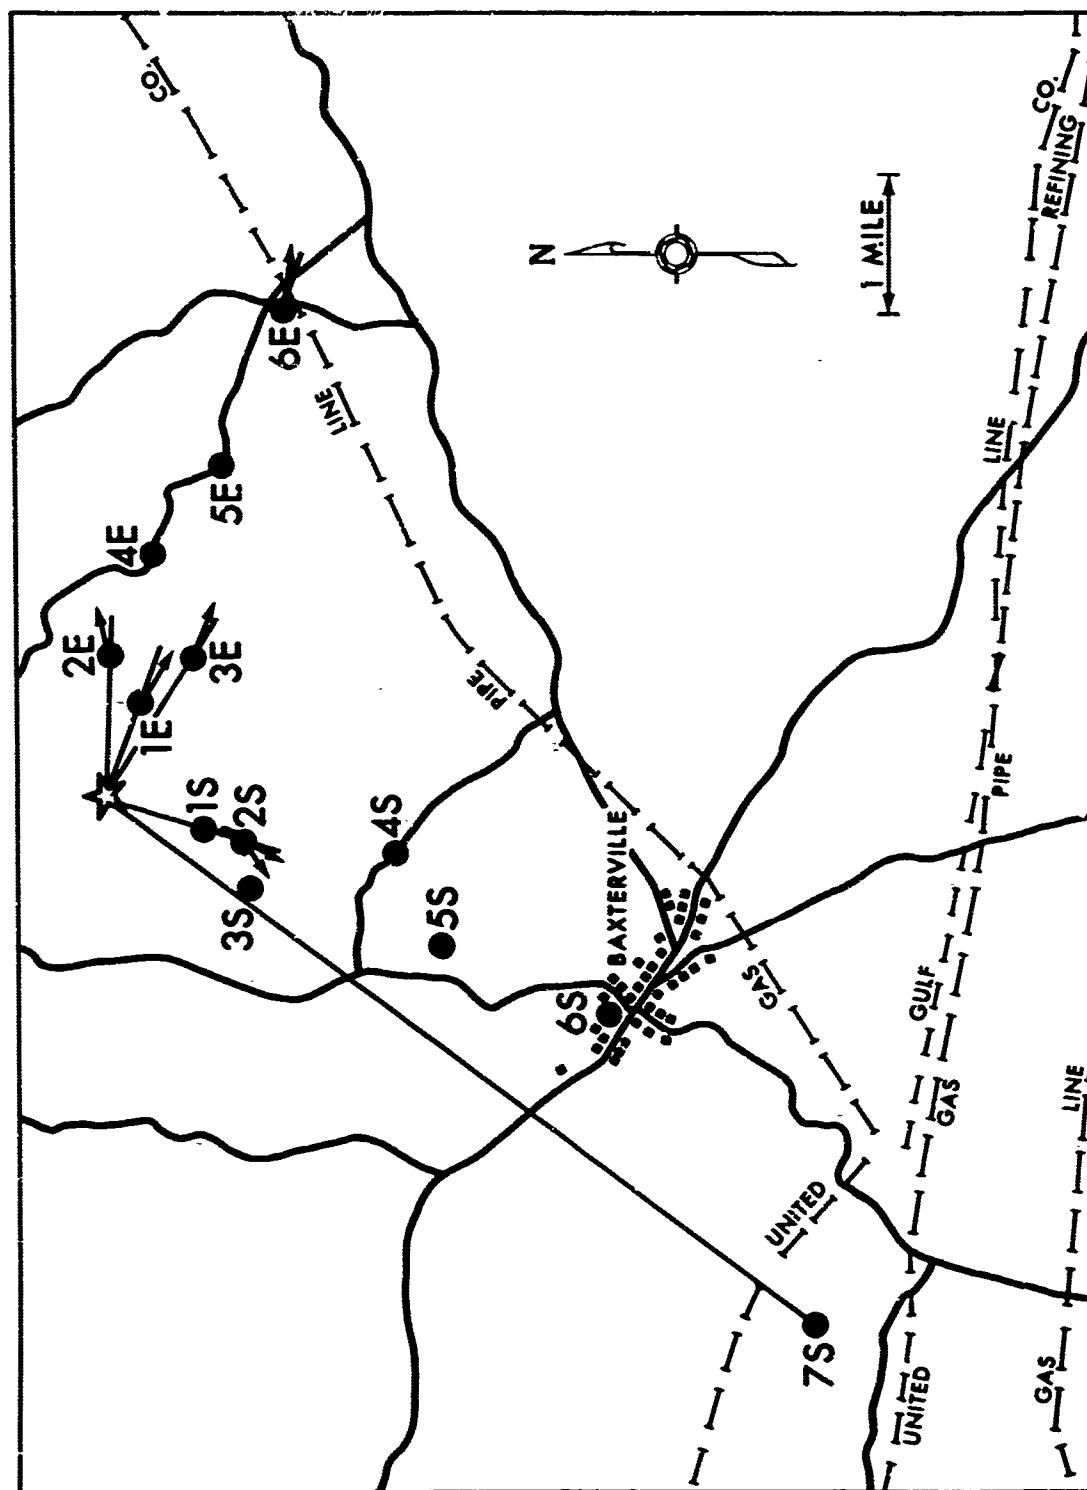 CO.
2E
1E
3E
4E
5E
6E
1S
2S
3S
4S
5S
6S
7S
N
1 MILE
LINE
PIPE
BAXTERVILLE
GAS
UNITED
CO.
REFINING
LINE
PIPE
GULF
GAS
UNITED
LINE
GAS